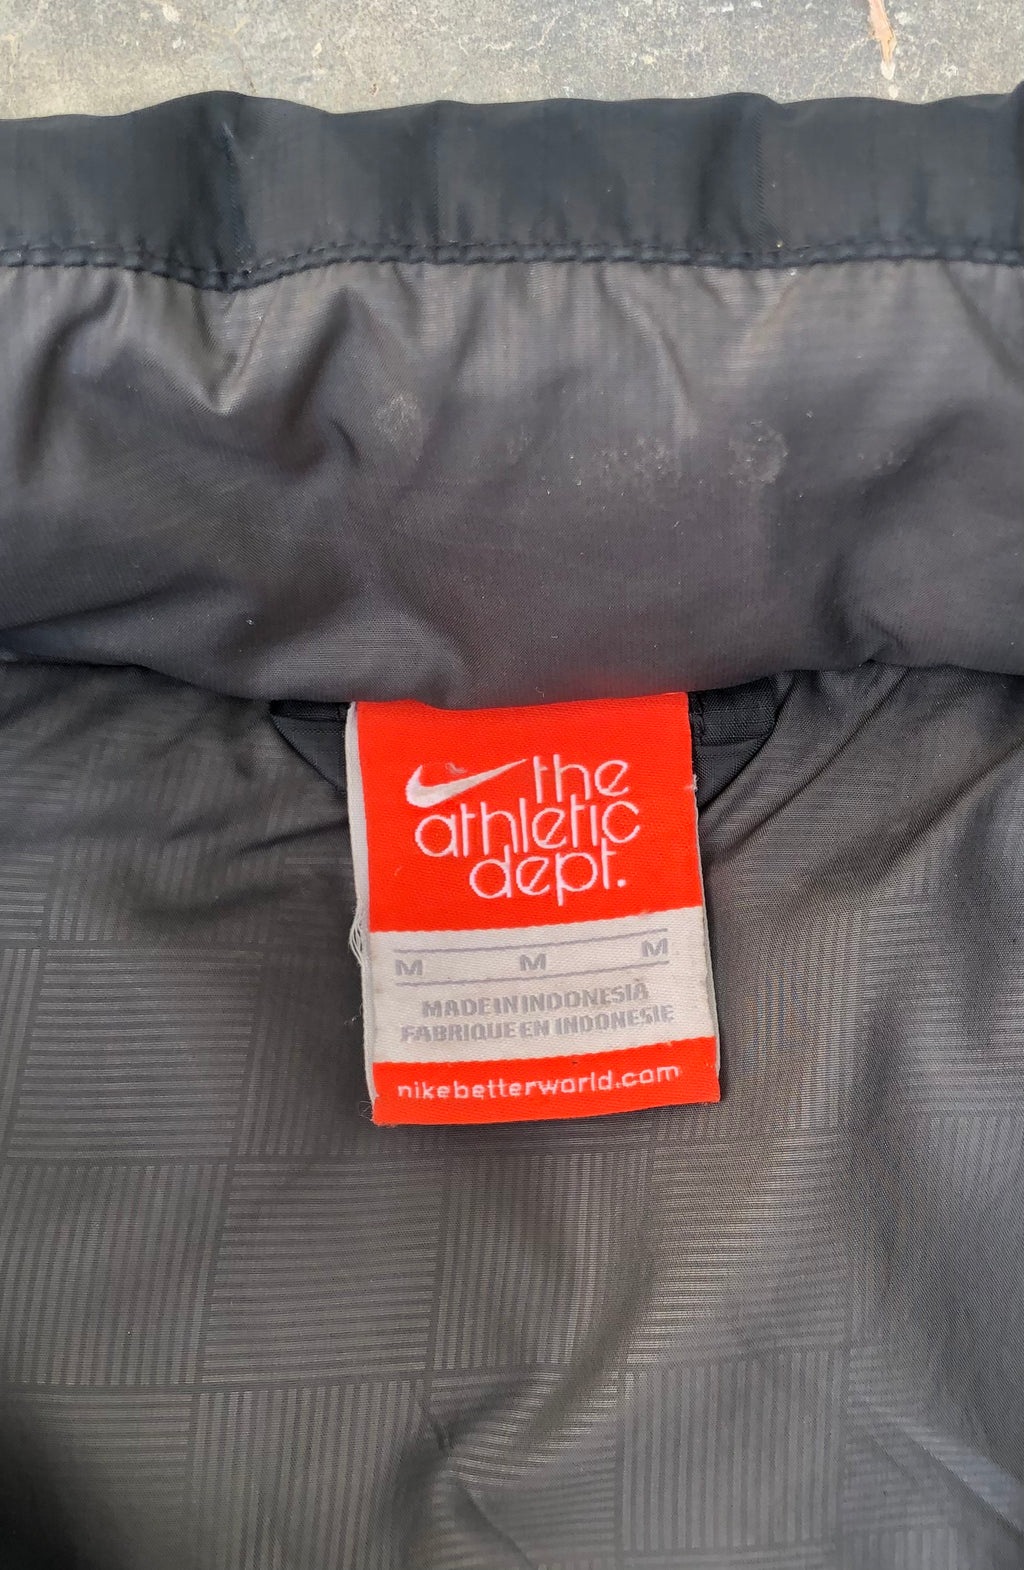 the
athletic
dept.
M M M
MADE IN INDONESIA
FABRIQUE EN INDONESIE
nikebetterworld.com